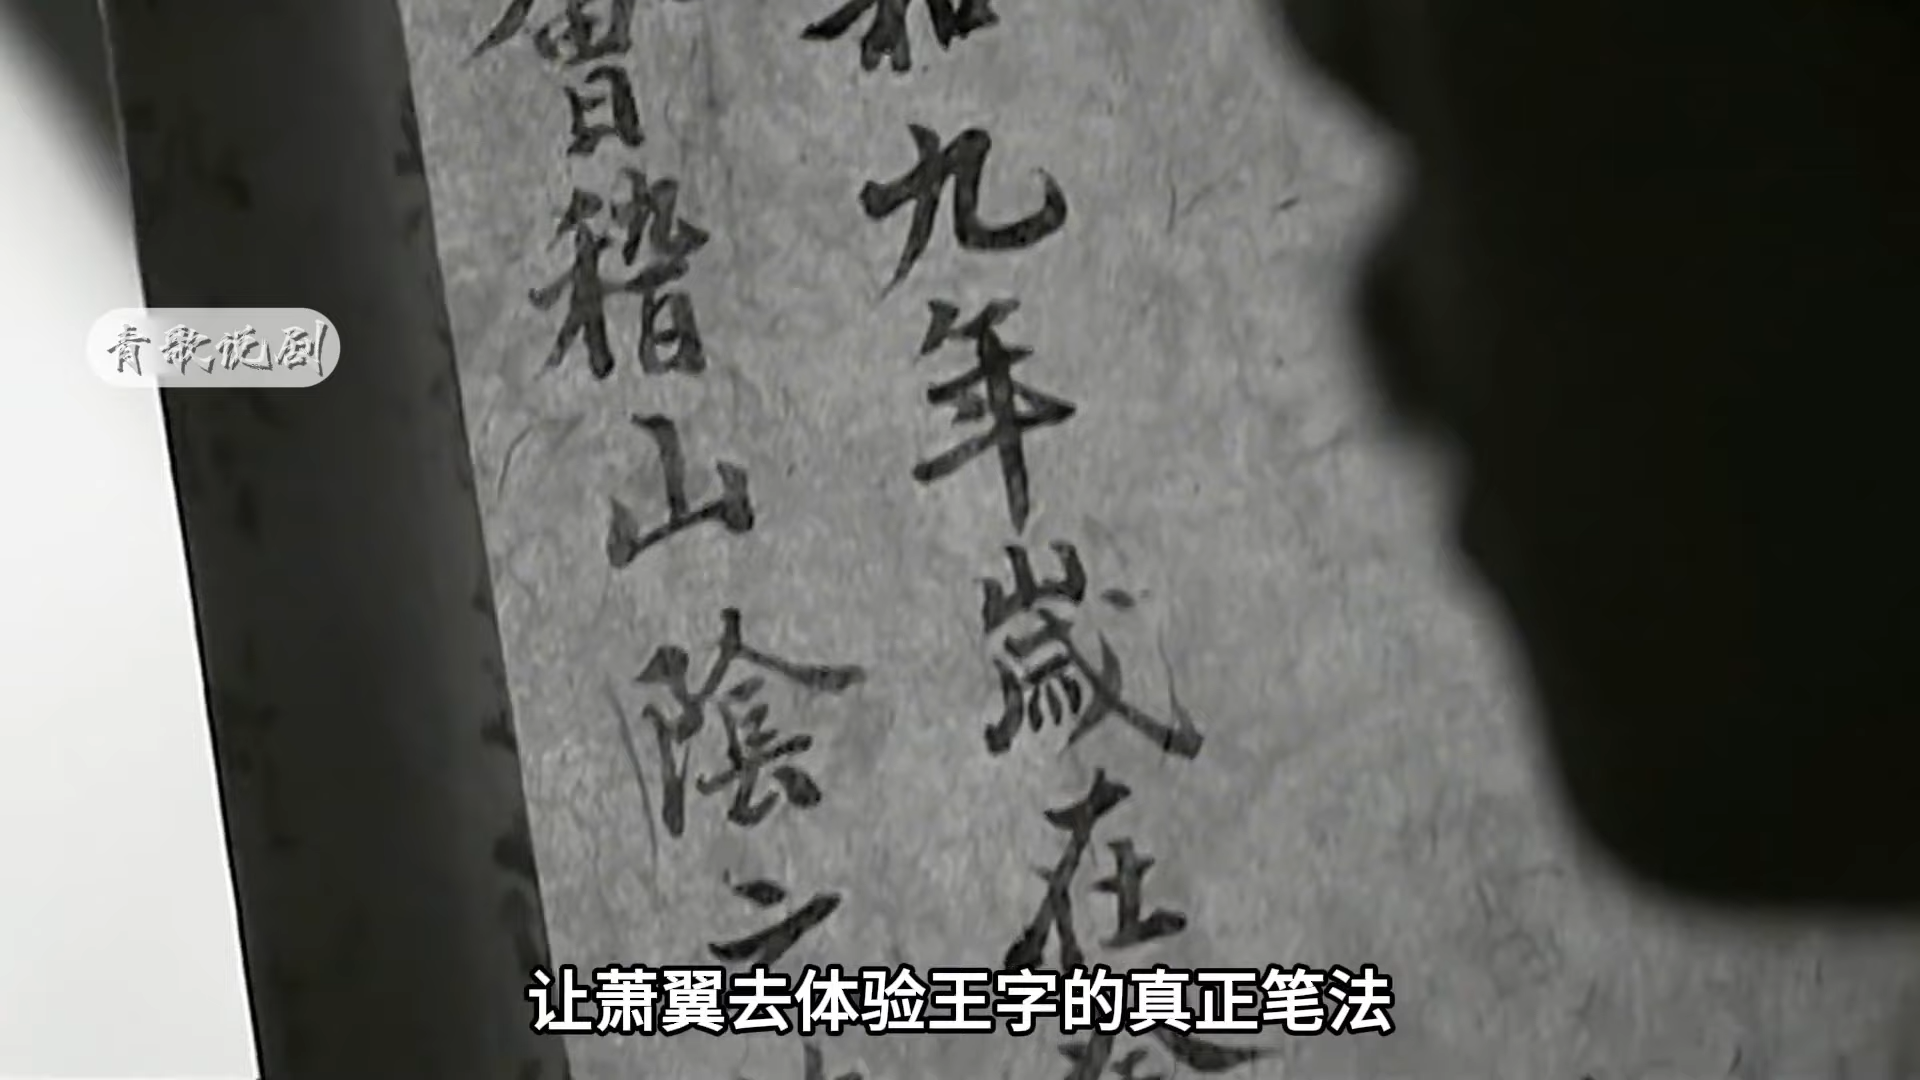 和九年歲在癸
會稽山陰之
青歌说剧
让萧翼去体验王字的真正笔法